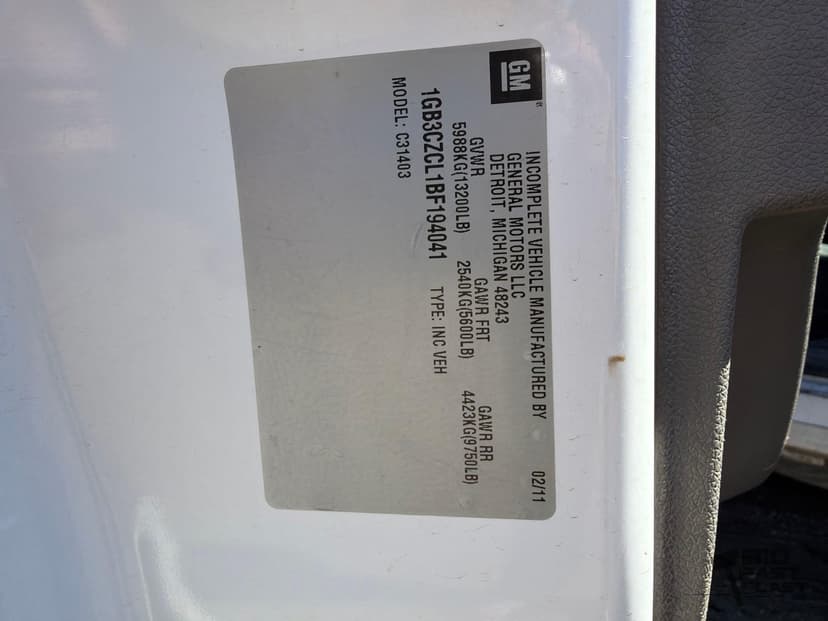 GM
INCOMPLETE VEHICLE MANUFACTURED BY 02/11
GENERAL MOTORS LLC
DETROIT, MICHIGAN 48243
GVWR GAWR FRT GAWR RR
5988KG(13200LB) 2540KG(5600LB) 4423KG(9750LB)
1GB3CZCL1BF194041 TYPE: INC VEH
MODEL: C31403